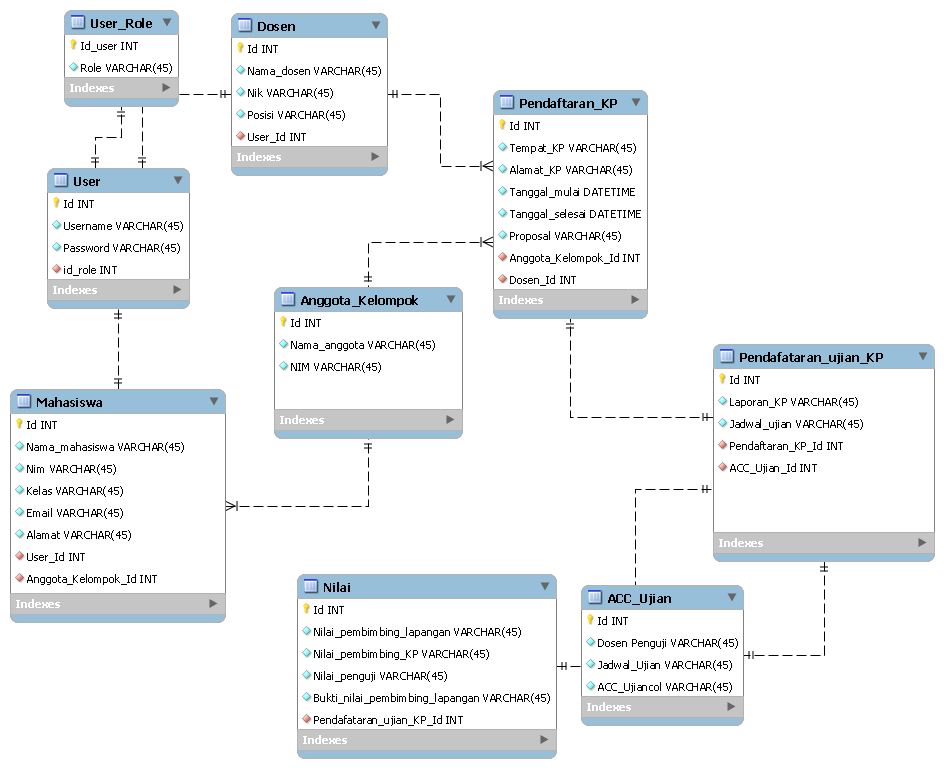 User_Role
Id_user INT
Role VARCHAR(45)
Indexes
Dosen
Id INT
Nama_dosen VARCHAR(45)
Nik VARCHAR(45)
Posisi VARCHAR(45)
User_Id INT
Indexes
Pendaftaran_KP
Id INT
Tempat_KP VARCHAR(45)
Alamat_KP VARCHAR(45)
Tanggal_mulai DATETIME
Tanggal_selesai DATETIME
Proposal VARCHAR(45)
Anggota_Kelompok_Id INT
Dosen_Id INT
Indexes
User
Id INT
Username VARCHAR(45)
Password VARCHAR(45)
id_role INT
Indexes
Anggota_Kelompok
Id INT
Nama_anggota VARCHAR(45)
NIM VARCHAR(45)
Indexes
Pendafataran_ujian_KP
Id INT
Laporan_KP VARCHAR(45)
Jadwal_ujian VARCHAR(45)
Pendaftaran_KP_Id INT
ACC_Ujian_Id INT
Indexes
Mahasiswa
Id INT
Nama_mahasiswa VARCHAR(45)
Nim VARCHAR(45)
Kelas VARCHAR(45)
Email VARCHAR(45)
Alamat VARCHAR(45)
User_Id INT
Anggota_Kelompok_Id INT
Indexes
Nilai
Id INT
Nilai_pembimbing_lapangan VARCHAR(45)
Nilai_pembimbing_KP VARCHAR(45)
Nilai_penguji VARCHAR(45)
Bukti_nilai_pembimbing_lapangan VARCHAR(45)
Pendafataran_ujian_KP_Id INT
Indexes
ACC_Ujian
Id INT
Dosen Penguji VARCHAR(45)
Jadwal_Ujian VARCHAR(45)
ACC_Ujiancol VARCHAR(45)
Indexes